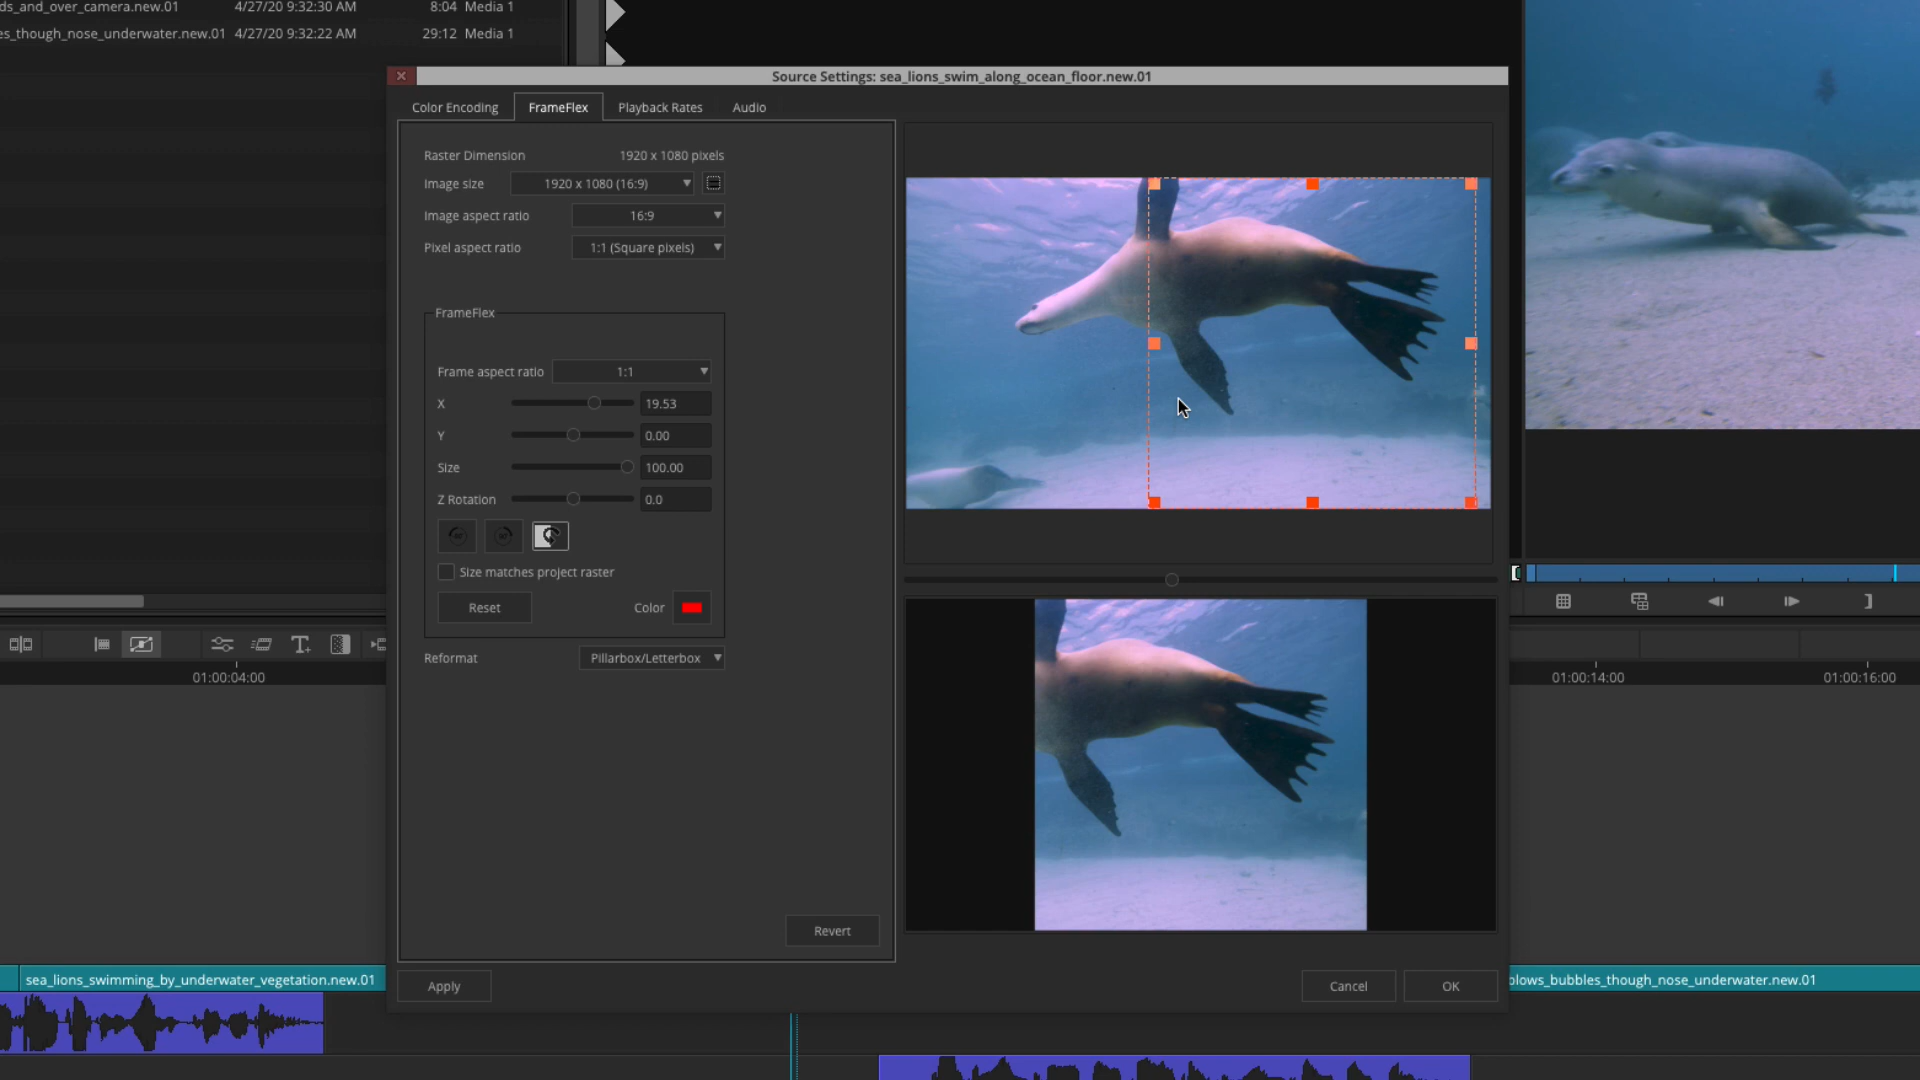 ds_and_over_camera.new.01 4/27/20 9:32:30 AM 8:04 Media 1
es_though_nose_underwater.new.01 4/27/20 9:32:22 AM 29:12 Media 1
Source Settings: sea_lions_swim_along_ocean_floor.new.01
Color Encoding FrameFlex Playback Rates Audio
Raster Dimension 1920 x 1080 pixels
Image size 1920 x 1080 (16:9)
Image aspect ratio 16:9
Pixel aspect ratio 1:1 (Square pixels)
FrameFlex
Frame aspect ratio 1:1
X 19.53
Y 0.00
Size 100.00
Z Rotation 0.0
Size matches project raster
Reset Color
Reformat Pillarbox/Letterbox
01:00:04:00 01:00:14:00 01:00:16:00
Revert
sea_lions_swimming_by_underwater_vegetation.new.01 blows_bubbles_though_nose_underwater.new.01
Apply Cancel OK